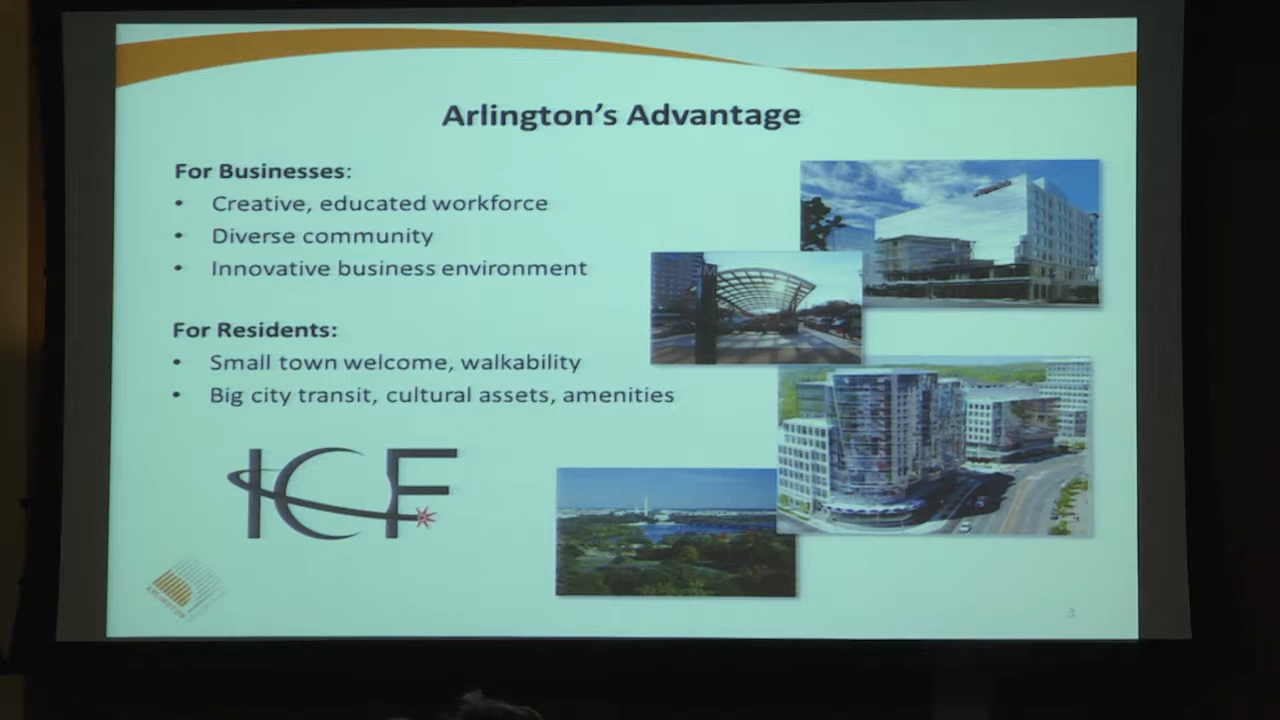 Arlington's Advantage
For Businesses:
• Creative, educated workforce
• Diverse community
• Innovative business environment
For Residents:
• Small town welcome, walkability
• Big city transit, cultural assets, amenities
ICF
ARLINGTON
3